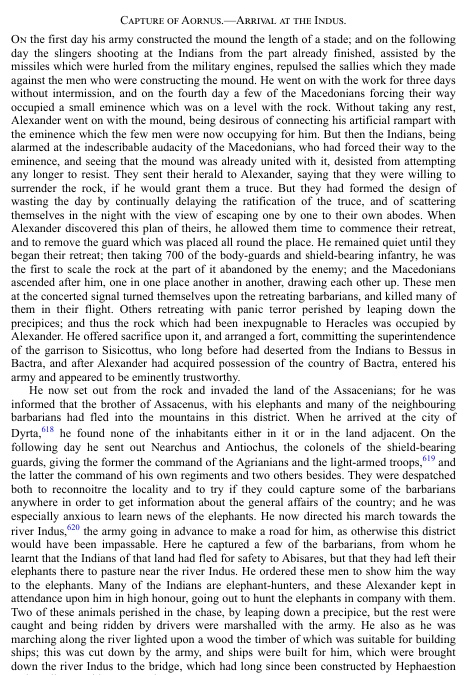 CAPTURE OF AORNUS.—ARRIVAL AT THE INDUS.
ON the first day his army constructed the mound the length of a stade; and on the following
day the slingers shooting at the Indians from the part already finished, assisted by the
missiles which were hurled from the military engines, repulsed the sallies which they made
against the men who were constructing the mound. He went on with the work for three days
without intermission, and on the fourth day a few of the Macedonians forcing their way
occupied a small eminence which was on a level with the rock. Without taking any rest,
Alexander went on with the mound, being desirous of connecting his artificial rampart with
the eminence which the few men were now occupying for him. But then the Indians, being
alarmed at the indescribable audacity of the Macedonians, who had forced their way to the
eminence, and seeing that the mound was already united with it, desisted from attempting
any longer to resist. They sent their herald to Alexander, saying that they were willing to
surrender the rock, if he would grant them a truce. But they had formed the design of
wasting the day by continually delaying the ratification of the truce, and of scattering
themselves in the night with the view of escaping one by one to their own abodes. When
Alexander discovered this plan of theirs, he allowed them time to commence their retreat,
and to remove the guard which was placed all round the place. He remained quiet until they
began their retreat; then taking 700 of the body-guards and shield-bearing infantry, he was
the first to scale the rock at the part of it abandoned by the enemy; and the Macedonians
ascended after him, one in one place another in another, drawing each other up. These men
at the concerted signal turned themselves upon the retreating barbarians, and killed many of
them in their flight. Others retreating with panic terror perished by leaping down the
precipices; and thus the rock which had been inexpugnable to Heracles was occupied by
Alexander. He offered sacrifice upon it, and arranged a fort, committing the superintendence
of the garrison to Sisicottus, who long before had deserted from the Indians to Bessus in
Bactra, and after Alexander had acquired possession of the country of Bactra, entered his
army and appeared to be eminently trustworthy.
He now set out from the rock and invaded the land of the Assacenians; for he was
informed that the brother of Assacenus, with his elephants and many of the neighbouring
barbarians had fled into the mountains in this district. When he arrived at the city of
Dyrta,618 he found none of the inhabitants either in it or in the land adjacent. On the
following day he sent out Nearchus and Antiochus, the colonels of the shield-bearing
guards, giving the former the command of the Agrianians and the light-armed troops,619 and
the latter the command of his own regiments and two others besides. They were despatched
both to reconnoitre the locality and to try if they could capture some of the barbarians
anywhere in order to get information about the general affairs of the country; and he was
especially anxious to learn news of the elephants. He now directed his march towards the
river Indus,620 the army going in advance to make a road for him, as otherwise this district
would have been impassable. Here he captured a few of the barbarians, from whom he
learnt that the Indians of that land had fled for safety to Abisares, but that they had left their
elephants there to pasture near the river Indus. He ordered these men to show him the way
to the elephants. Many of the Indians are elephant-hunters, and these Alexander kept in
attendance upon him in high honour, going out to hunt the elephants in company with them.
Two of these animals perished in the chase, by leaping down a precipice, but the rest were
caught and being ridden by drivers were marshalled with the army. He also as he was
marching along the river lighted upon a wood the timber of which was suitable for building
ships; this was cut down by the army, and ships were built for him, which were brought
down the river Indus to the bridge, which had long since been constructed by Hephaestion